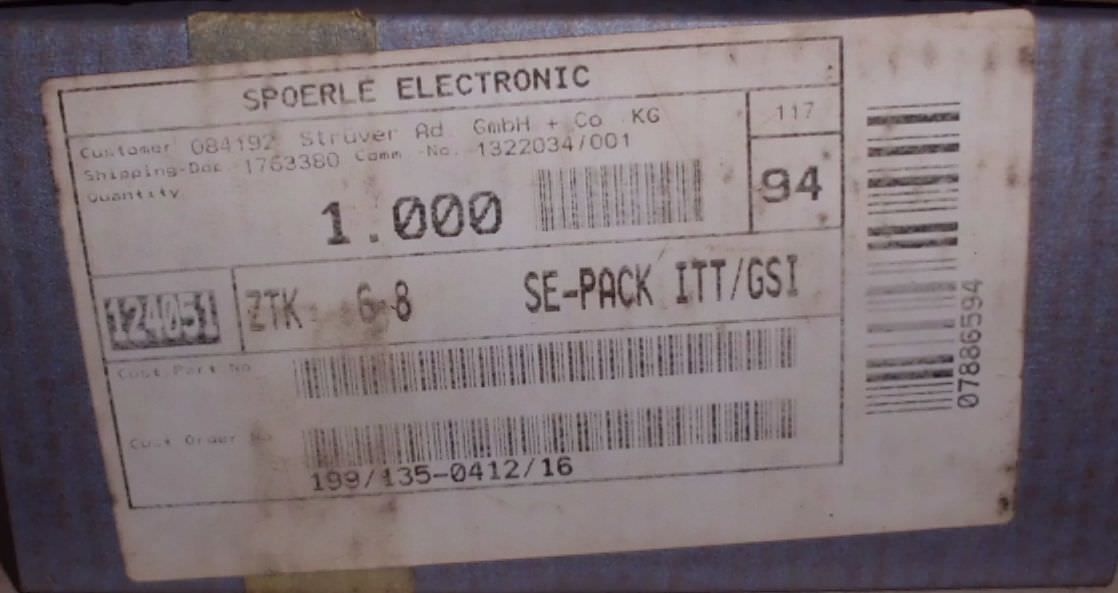 SPOERLE ELECTRONIC
Customer 084192 Strüver Ad. GmbH + Co KG
117
Shipping-Doc 1763380 Comm -No. 1322034/001
Quantity
1.000
94
124051 ZTK 6-8 SE-PACK ITT/GSI
Cust.Part No
Cust Order No
199/135-0412/16
07886594